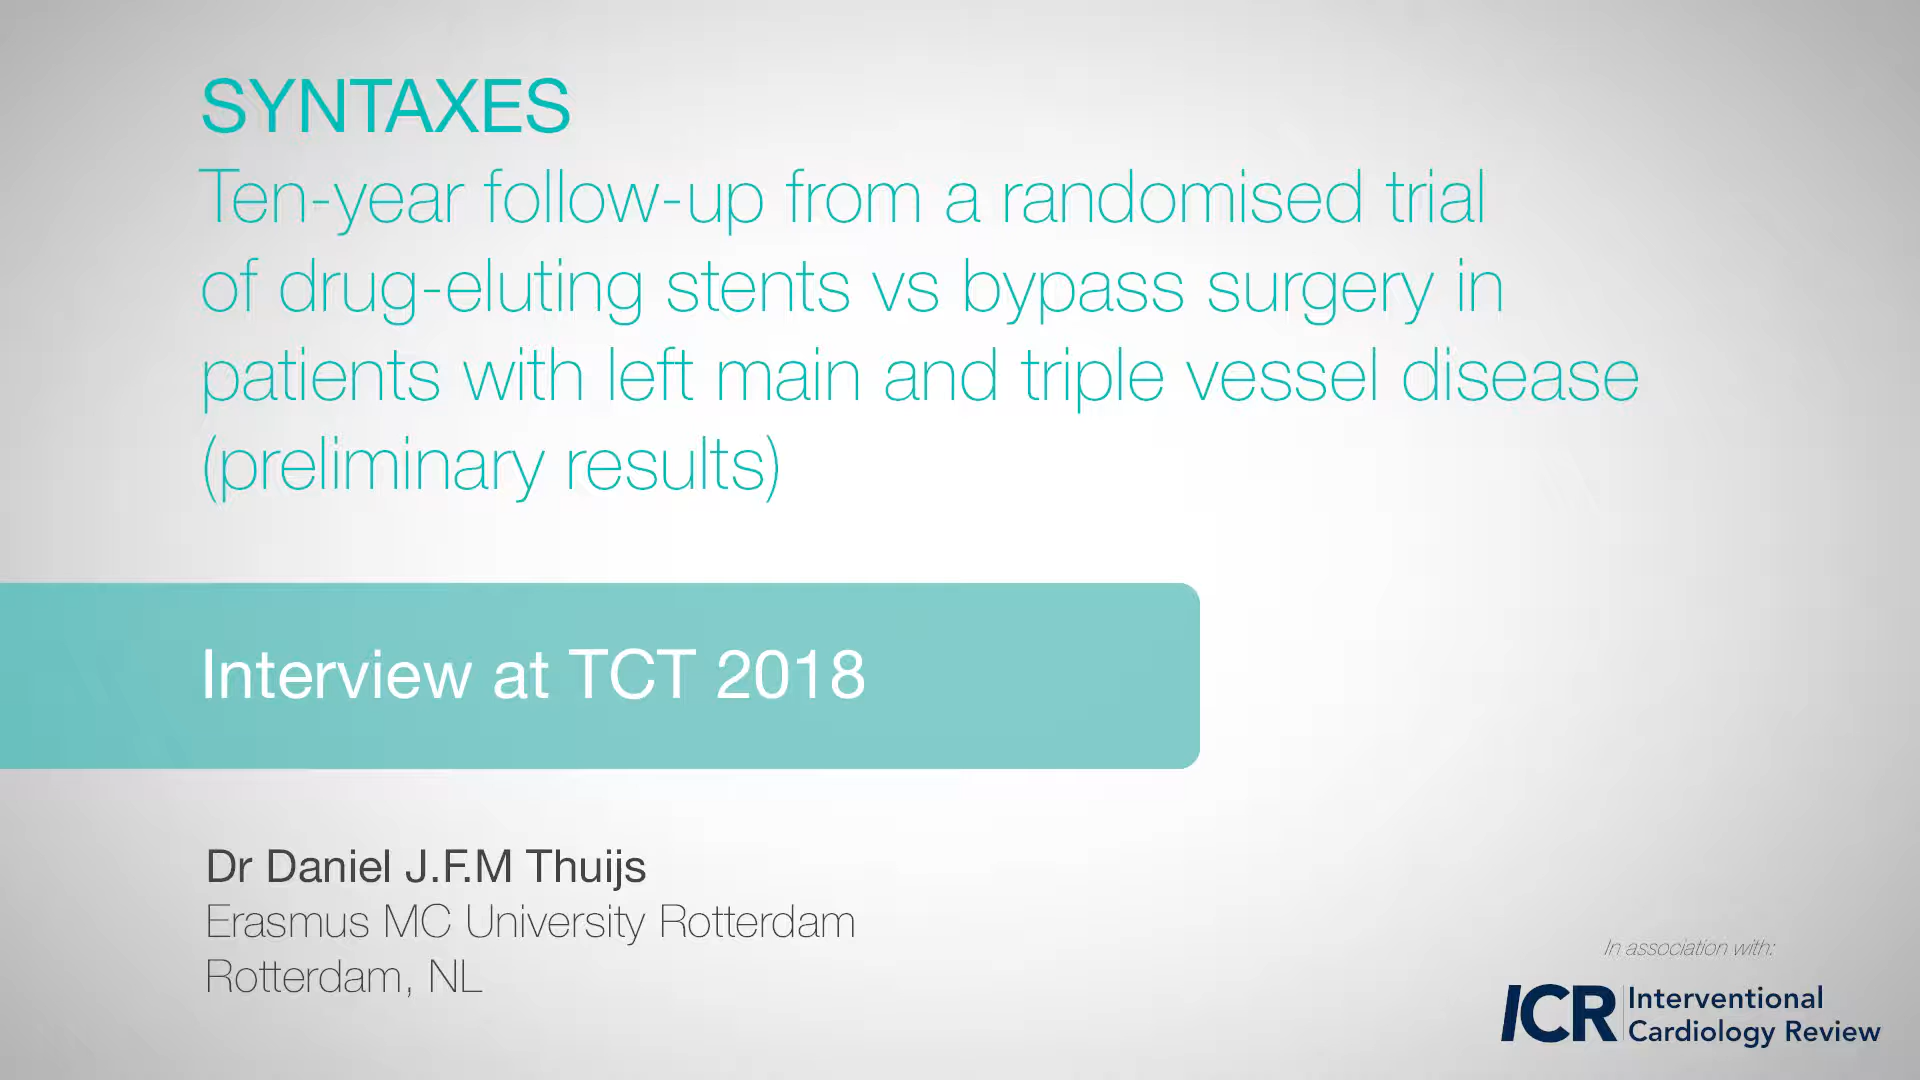 SYNTAXES
Ten-year follow-up from a randomised trial
of drug-eluting stents vs bypass surgery in
patients with left main and triple vessel disease
(preliminary results)
Interview at TCT 2018
Dr Daniel J.F.M Thuijs
Erasmus MC University Rotterdam
Rotterdam, NL
In association with:
ICR Interventional
Cardiology Review